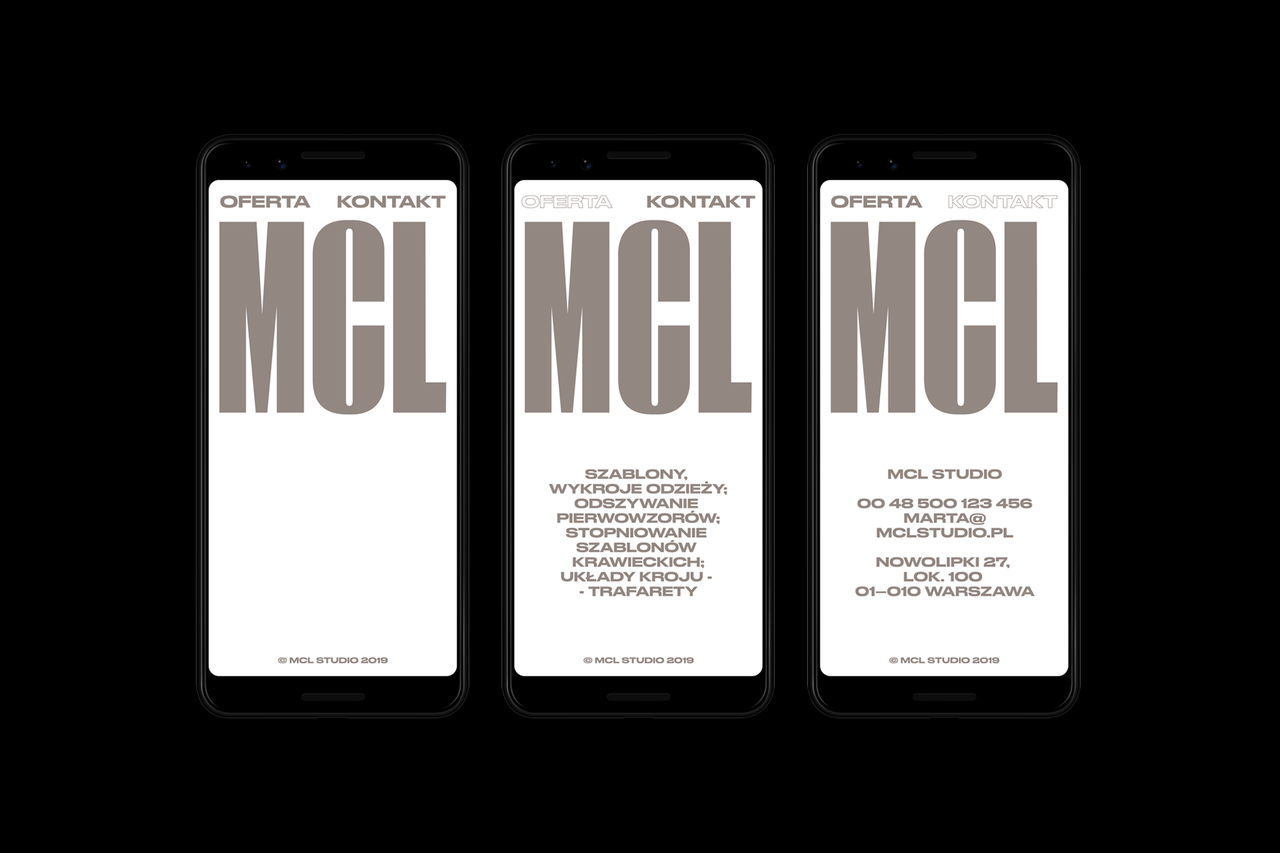 OFERTA KONTAKT
MCL
© MCL STUDIO 2019
OFERTA KONTAKT
MCL
SZABLONY,
WYKROJE ODZIEŻY;
ODSZYWANIE
PIERWOWZORÓW;
STOPNIOWANIE
SZABLONÓW
KRAWIECKICH;
UKŁADY KROJU -
- TRAFARETY
© MCL STUDIO 2019
OFERTA KONTAKT
MCL
MCL STUDIO
00 48 500 123 456
MARTA@
MCLSTUDIO.PL
NOWOLIPKI 27,
LOK. 100
01–010 WARSZAWA
© MCL STUDIO 2019